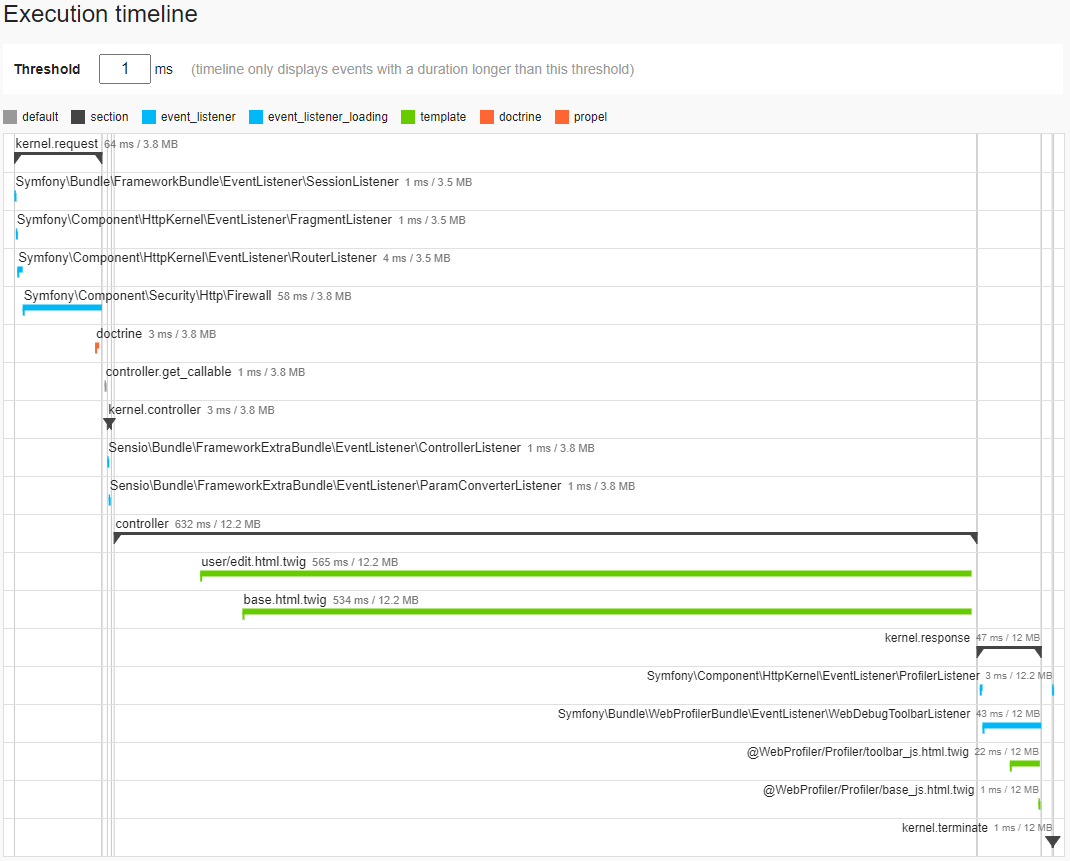 Execution timeline
Threshold 1 ms (timeline only displays events with a duration longer than this threshold)
default section event_listener event_listener_loading template doctrine propel
kernel.request 64 ms / 3.8 MB
Symfony\Bundle\FrameworkBundle\EventListener\SessionListener 1 ms / 3.5 MB
Symfony\Component\HttpKernel\EventListener\FragmentListener 1 ms / 3.5 MB
Symfony\Component\HttpKernel\EventListener\RouterListener 4 ms / 3.5 MB
Symfony\Component\Security\Http\Firewall 58 ms / 3.8 MB
doctrine 3 ms / 3.8 MB
controller.get_callable 1 ms / 3.8 MB
kernel.controller 3 ms / 3.8 MB
Sensio\Bundle\FrameworkExtraBundle\EventListener\ControllerListener 1 ms / 3.8 MB
Sensio\Bundle\FrameworkExtraBundle\EventListener\ParamConverterListener 1 ms / 3.8 MB
controller 632 ms / 12.2 MB
user/edit.html.twig 565 ms / 12.2 MB
base.html.twig 534 ms / 12.2 MB
kernel.response 47 ms / 12 MB
Symfony\Component\HttpKernel\EventListener\ProfilerListener 3 ms / 12.2 MB
Symfony\Bundle\WebProfilerBundle\EventListener\WebDebugToolbarListener 43 ms / 12 MB
@WebProfiler/Profiler/toolbar_js.html.twig 22 ms / 12 MB
@WebProfiler/Profiler/base_js.html.twig 1 ms / 12 MB
kernel.terminate 1 ms / 12 MB